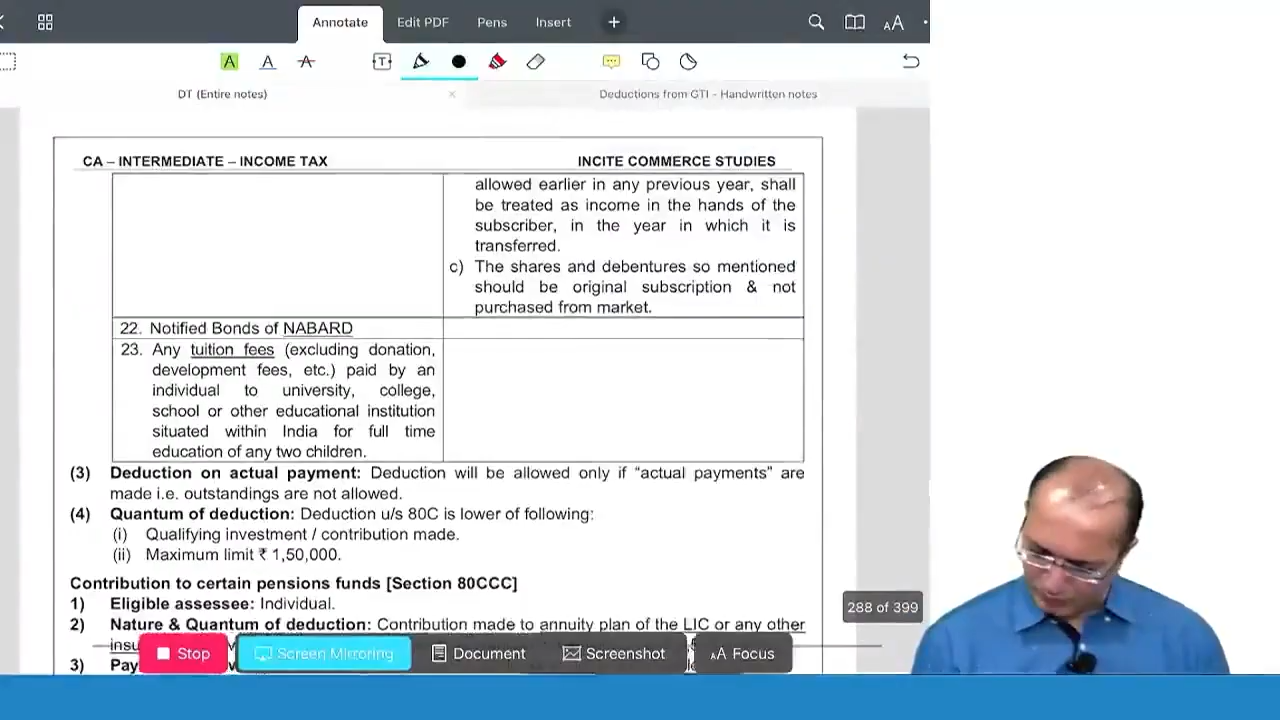 Annotate Edit PDF Pens Insert +
DT (Entire notes) Deductions from GTI - Handwritten notes
CA – INTERMEDIATE – INCOME TAX INCITE COMMERCE STUDIES
allowed earlier in any previous year, shall
be treated as income in the hands of the
subscriber, in the year in which it is
transferred.
c) The shares and debentures so mentioned
should be original subscription & not
purchased from market.
22. Notified Bonds of NABARD
23. Any tuition fees (excluding donation,
development fees, etc.) paid by an
individual to university, college,
school or other educational institution
situated within India for full time
education of any two children.
(3) Deduction on actual payment: Deduction will be allowed only if “actual payments” are
made i.e. outstandings are not allowed.
(4) Quantum of deduction: Deduction u/s 80C is lower of following:
(i) Qualifying investment / contribution made.
(ii) Maximum limit ₹ 1,50,000.
Contribution to certain pensions funds [Section 80CCC]
1) Eligible assessee: Individual.
288 of 399
2) Nature & Quantum of deduction: Contribution made to annuity plan of the LIC or any other
Stop Screen Mirroring Document Screenshot AA Focus
3)